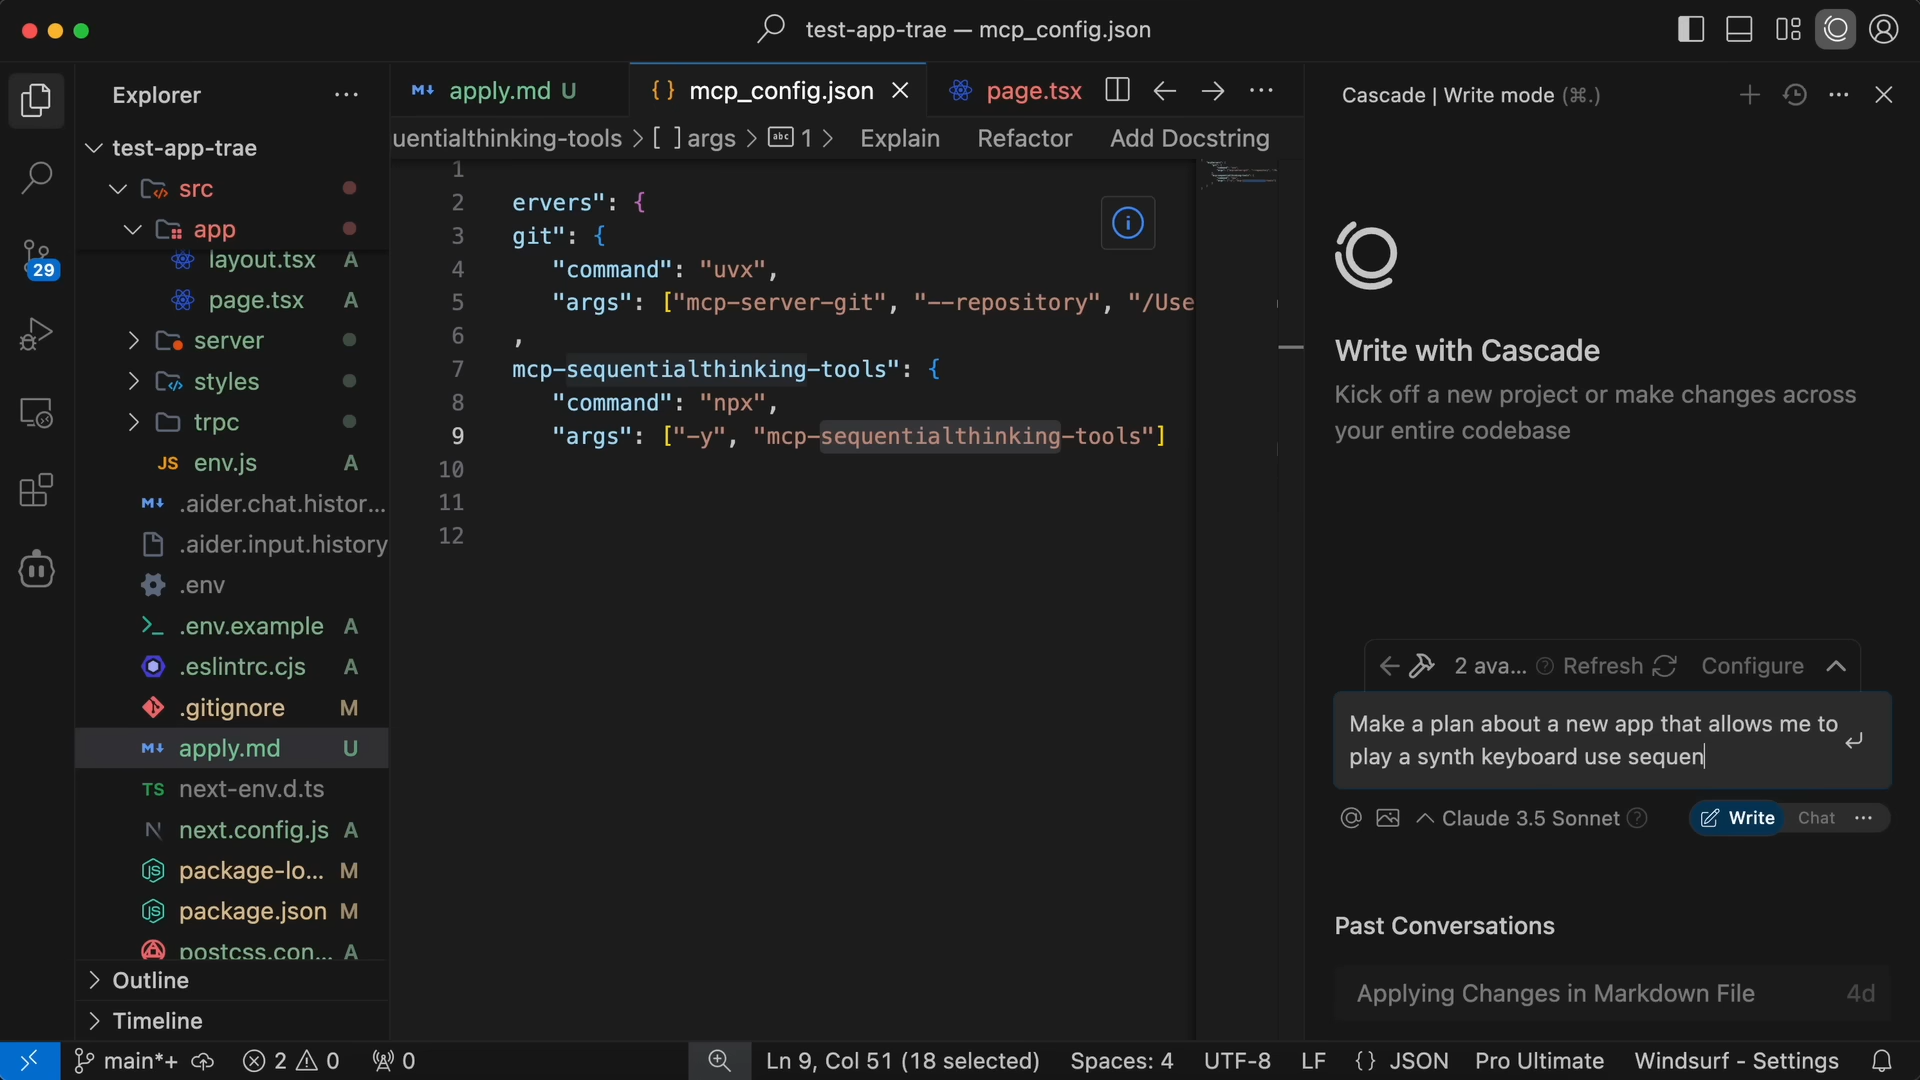 test-app-trae — mcp_config.json
Explorer
test-app-trae
src
app
layout.tsx A
page.tsx A
server
styles
trpc
JS env.js A
.aider.chat.histor...
.aider.input.history
.env
.env.example A
.eslintrc.cjs A
.gitignore M
apply.md U
TS next-env.d.ts
next.config.js A
package-lo... M
package.json M
postcss.con... A
Outline
Timeline
29
apply.md U
{} mcp_config.json
page.tsx
uentialthinking-tools > [ ] args > abc 1 > Explain Refactor Add Docstring
1
2 ervers": {
3 git": {
4 "command": "uvx",
5 "args": ["mcp-server-git", "--repository", "/Use
6 ,
7 mcp-sequentialthinking-tools": {
8 "command": "npx",
9 "args": ["-y", "mcp-sequentialthinking-tools"]
10
11
12
Cascade | Write mode (⌘.)
Write with Cascade
Kick off a new project or make changes across
your entire codebase
2 ava... Refresh Configure
Make a plan about a new app that allows me to
play a synth keyboard use sequen
Claude 3.5 Sonnet
Write Chat
Past Conversations
Applying Changes in Markdown File 4d
main*+ 2 0 0
Ln 9, Col 51 (18 selected) Spaces: 4 UTF-8 LF {} JSON Pro Ultimate Windsurf - Settings